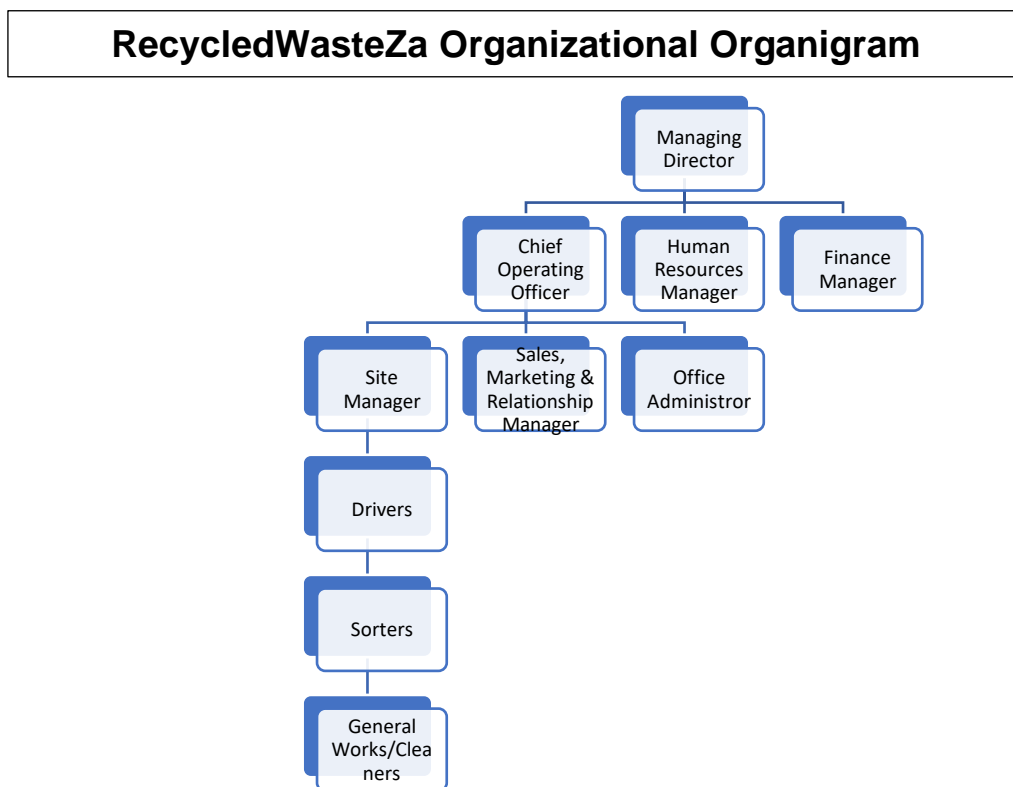 RecycledWasteZa Organizational Organigram
Managing
Director
Chief
Operating
Officer
Human
Resources
Manager
Finance
Manager
Site
Manager
Sales,
Marketing &
Relationship
Manager
Office
Administror
Drivers
Sorters
General
Works/Clea
ners